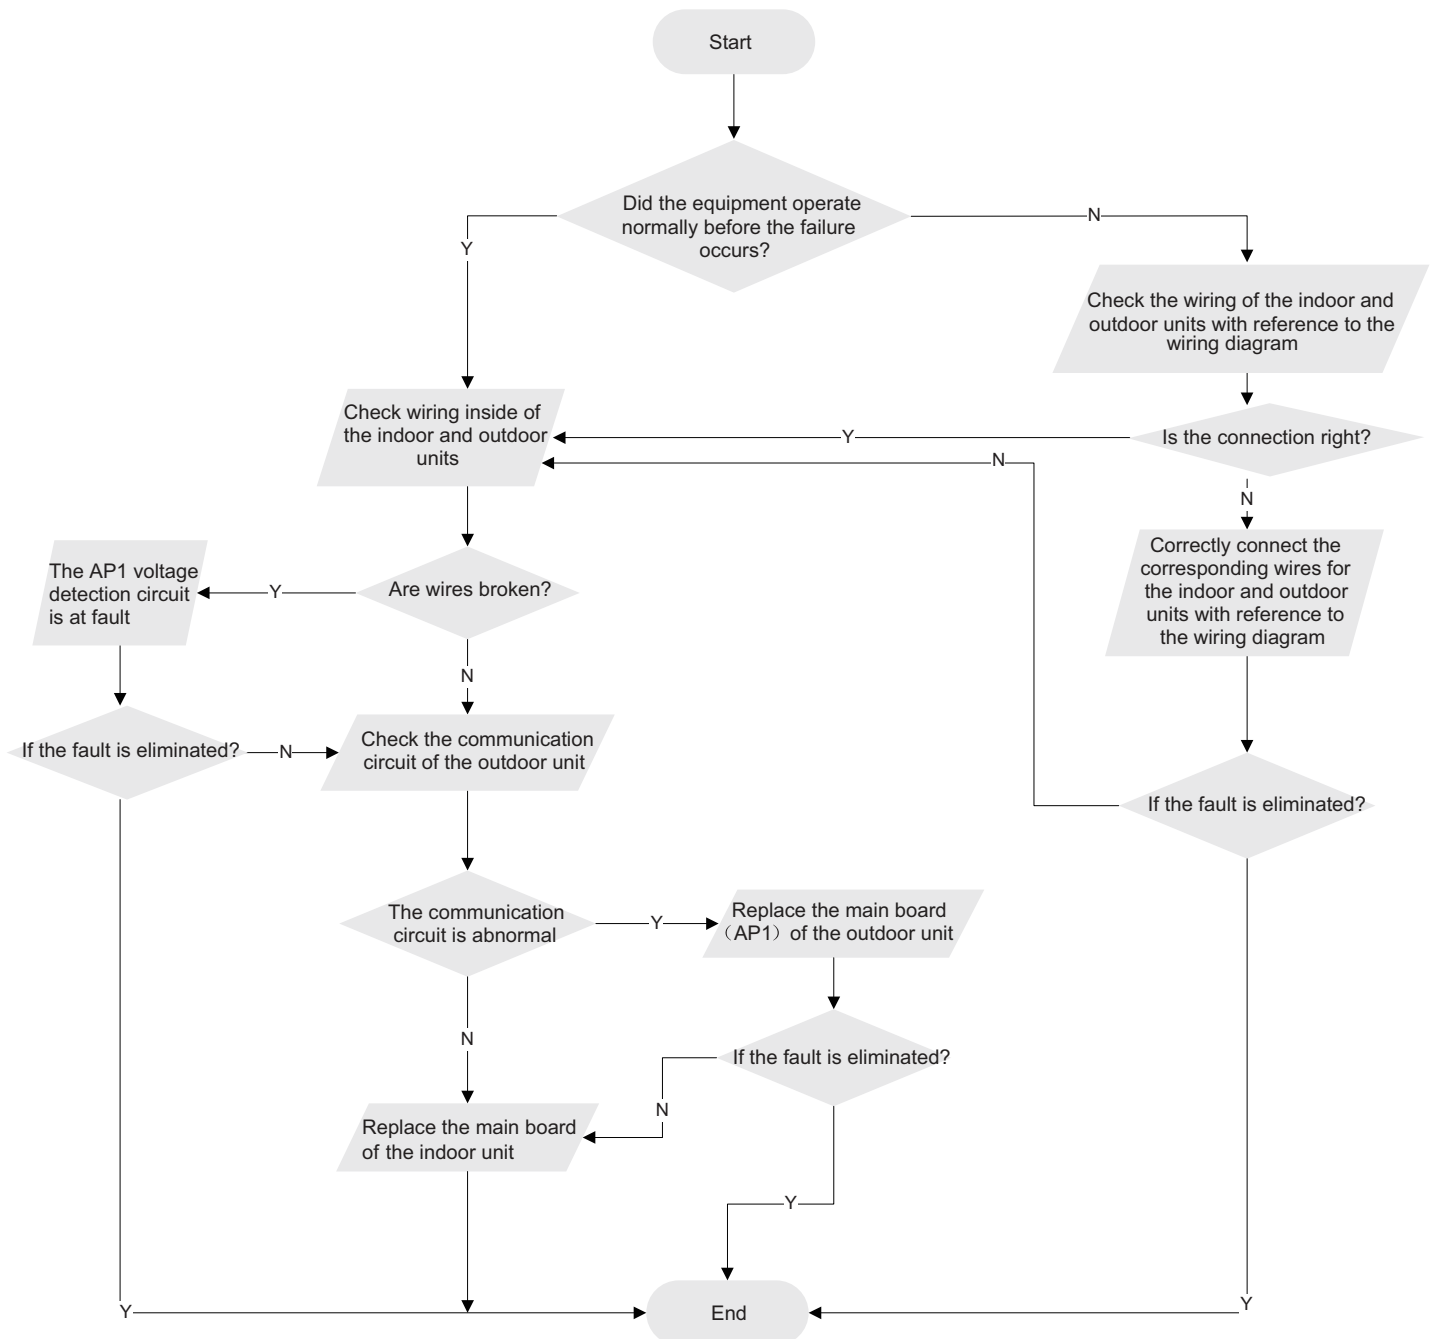 Start
Did the equipment operate
normally before the failure
occurs?
Y
N
Check the wiring of the indoor and
outdoor units with reference to the
wiring diagram
Check wiring inside of
the indoor and outdoor
units
Y
Is the connection right?
N
N
Correctly connect the
corresponding wires for
the indoor and outdoor
units with reference to
the wiring diagram
The AP1 voltage
detection circuit
is at fault
Y
Are wires broken?
N
If the fault is eliminated?
N
Check the communication
circuit of the outdoor unit
If the fault is eliminated?
The communication
circuit is abnormal
Y
Replace the main board
（AP1）of the outdoor unit
N
If the fault is eliminated?
N
Replace the main board
of the indoor unit
Y
Y
End
Y